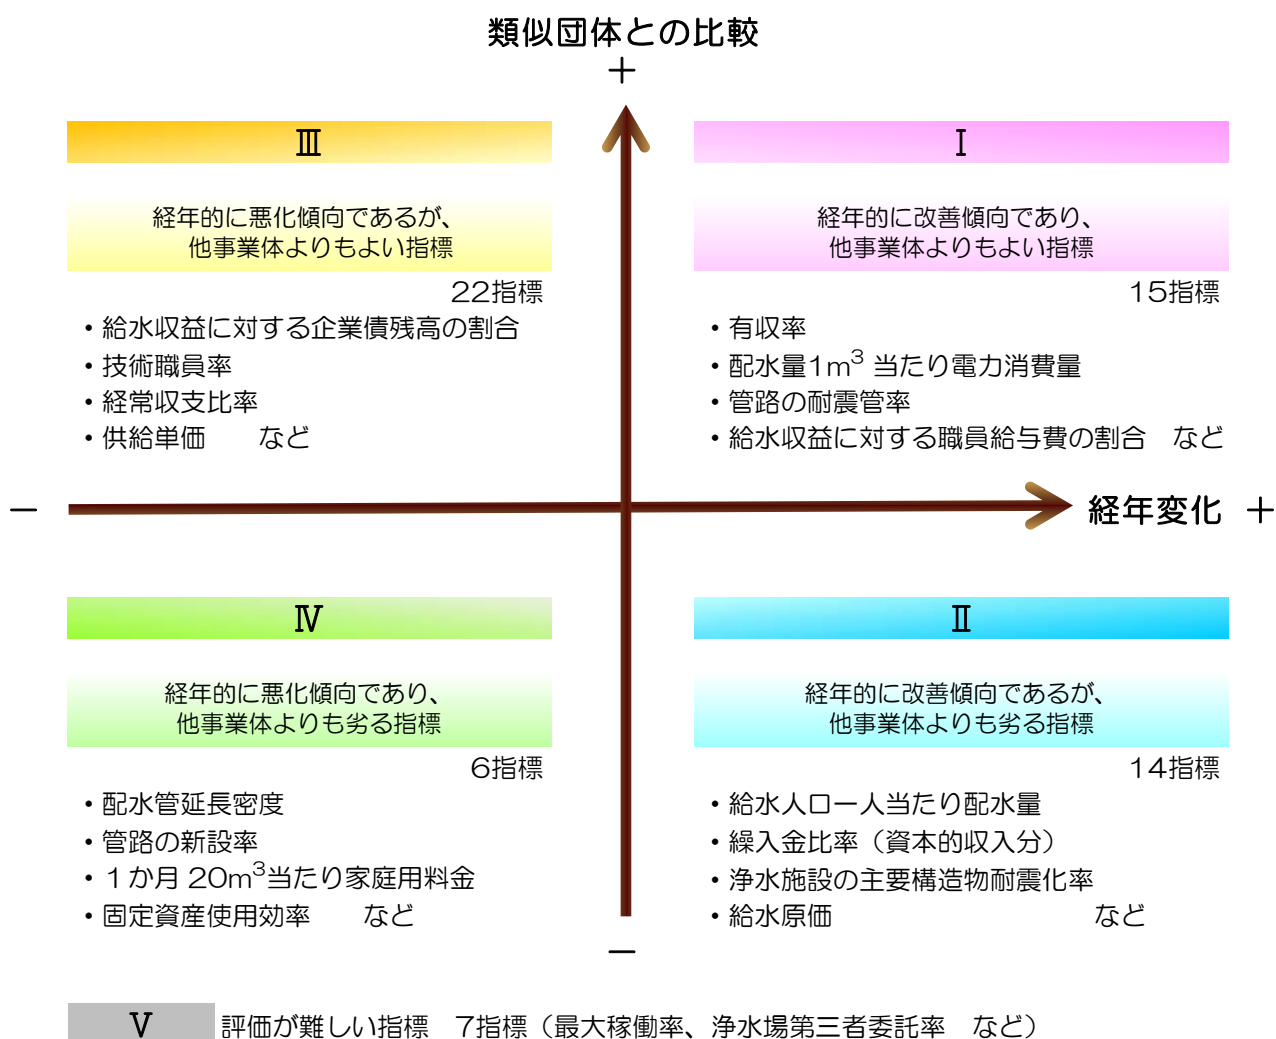 類似団体との比較
＋
Ⅲ
経年的に悪化傾向であるが、
他事業体よりもよい指標
22指標
・給水収益に対する企業債残高の割合
・技術職員率
・経常収支比率
・供給単価　　など
Ⅰ
経年的に改善傾向であり、
他事業体よりもよい指標
15指標
・有収率
・配水量1m³ 当たり電力消費量
・管路の耐震管率
・給水収益に対する職員給与費の割合　など
－
経年変化 ＋
Ⅳ
経年的に悪化傾向であり、
他事業体よりも劣る指標
6指標
・配水管延長密度
・管路の新設率
・１か月 20m³当たり家庭用料金
・固定資産使用効率　　など
Ⅱ
経年的に改善傾向であるが、
他事業体よりも劣る指標
14指標
・給水人口一人当たり配水量
・繰入金比率（資本的収入分）
・浄水施設の主要構造物耐震化率
・給水原価　　　　　　　　　　など
－
Ⅴ 評価が難しい指標　7指標（最大稼働率、浄水場第三者委託率　など）